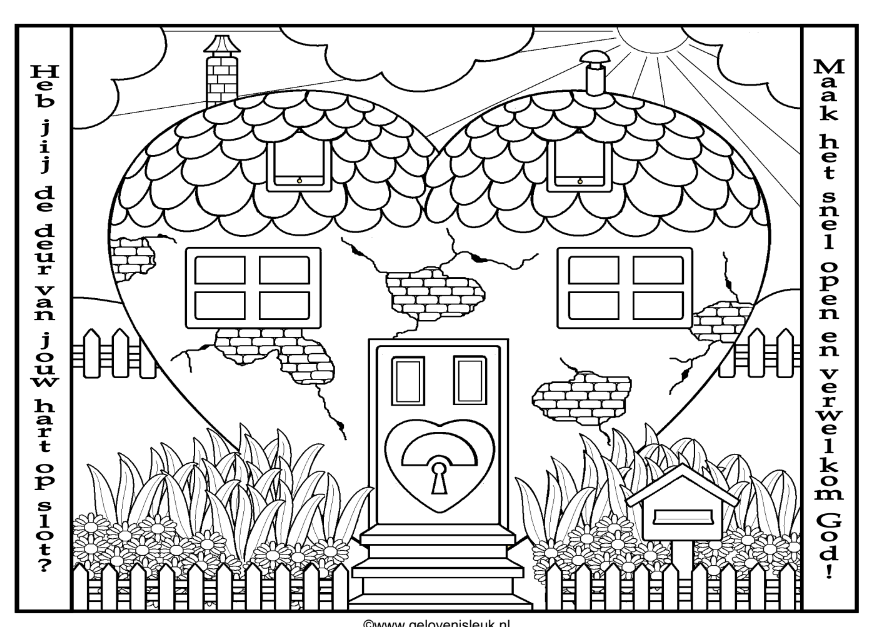 Heb jij de deur van jouw hart op slot?
Maak het snel open en verwelkom God!
©www.gelovenisleuk.nl